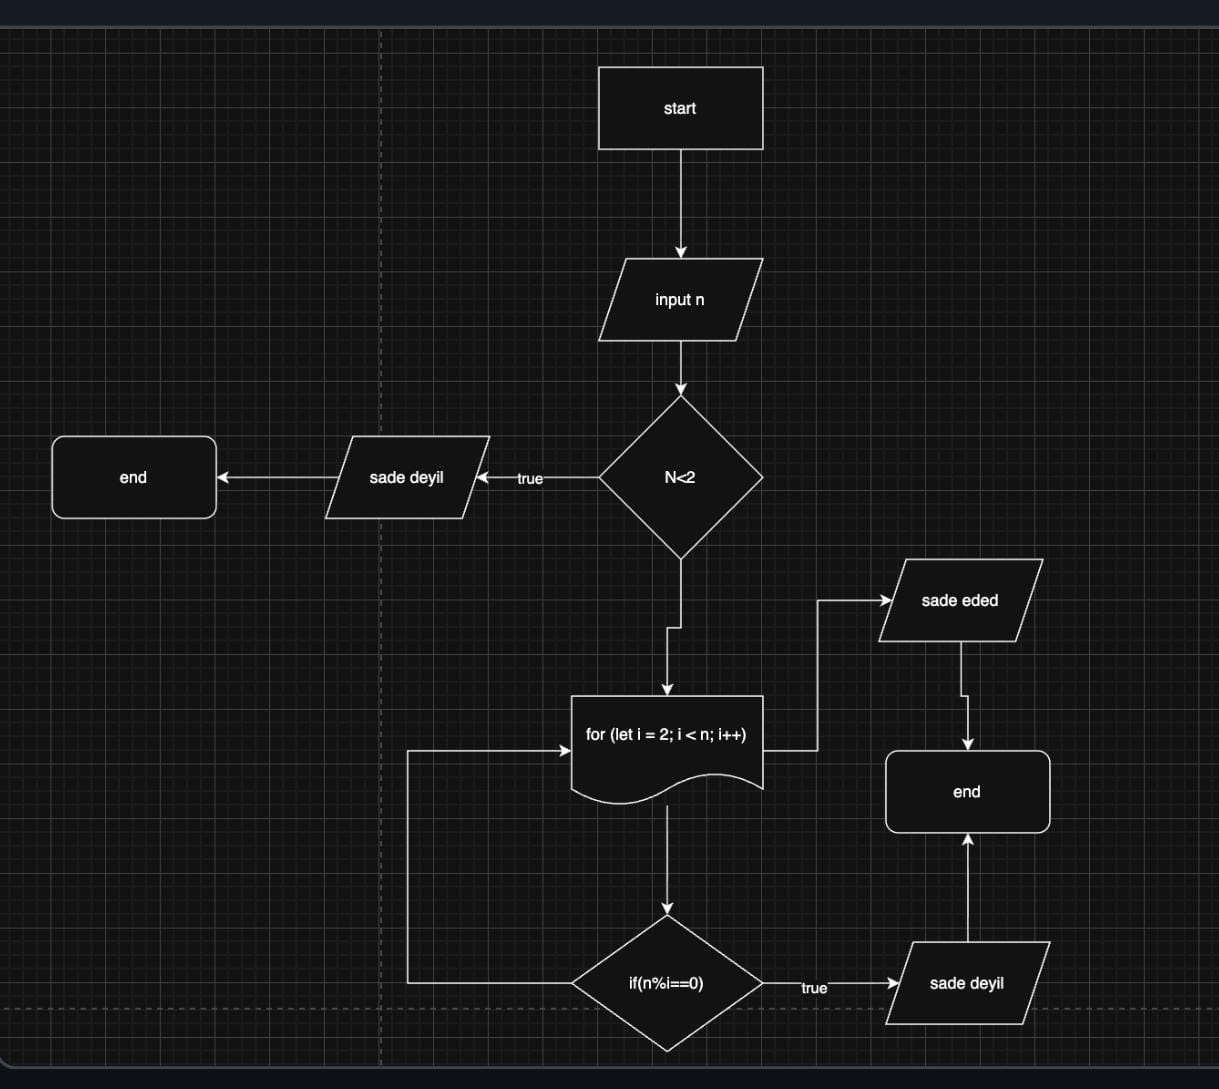 start
input n
N<2
true
sade deyil
end
sade eded
for (let i = 2; i < n; i++)
end
if(n%i==0)
true
sade deyil